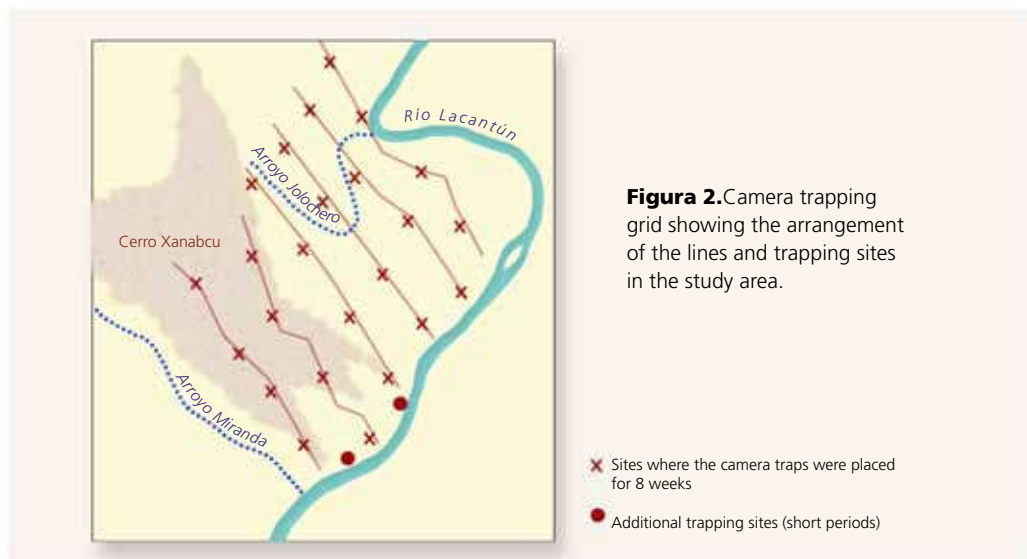 Río Lacantún
Arroyo Jolochero
Cerro Xanabcu
Arroyo Miranda
Figura 2.Camera trapping
grid showing the arrangement
of the lines and trapping sites
in the study area.
Sites where the camera traps were placed
for 8 weeks
Additional trapping sites (short periods)